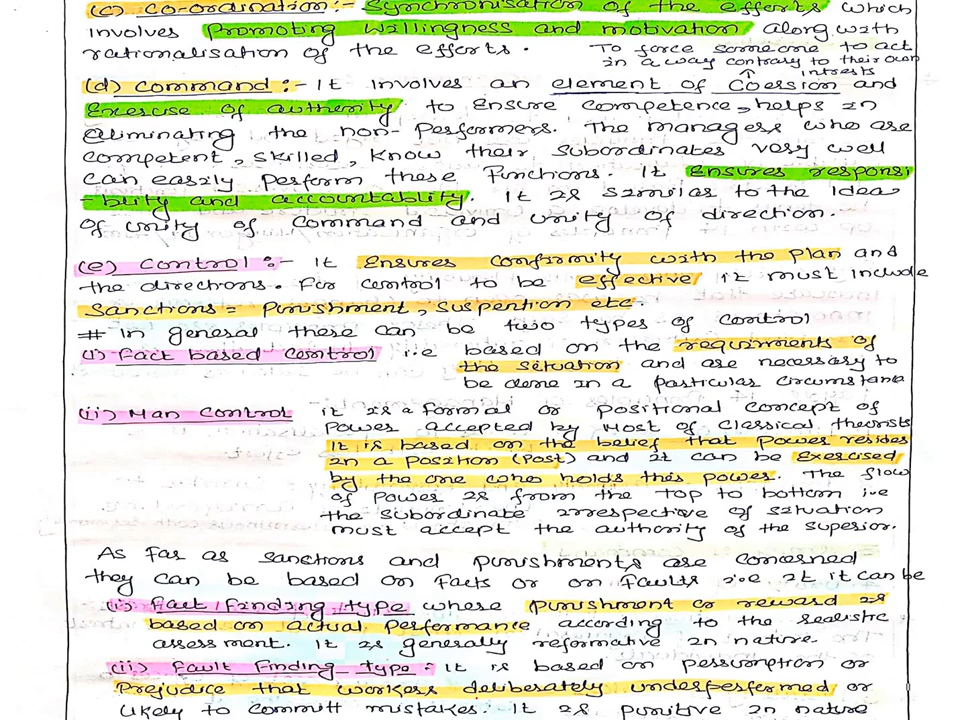 (c) Co-ordination :- Synchronisation of the efforts which
involves Promoting Willingness and motivation along with
rationalisation of the efforts.
To force someone to act
in a way contrary to their own
intrests
(d) Command :- It involves an element of Coession and
Exercise of authority to Ensure competence, helps in
eliminating the non-performers. The managers who are
competent, skilled, know their subordinates very well
can easily perform these functions. It Ensures responsi
-blity and accountablity. It is similar to the Idea
of unity of Command and unity of direction.
(e) Control :- It Ensures Confirmity with the plan and
the directions. For control to be effective it must include
Sanctions = Punushment, Suspention etc.
# In general there can be two types of control
(i) Fact based Control i.e based on the requirments of
the situation and are necessary to
be done in a particular Circumstance
(ii) Man Control It is a formal or Positional concept of
Power accepted by Most of Classical theorists
It is based on the belief that Power resides
in a Position (Post) and it can be Exercised
by the one who holds this power. The flow
of Power is from the top to bottom i.e
the subordinate irrespective of situation
must accept the authority of the superior.
As far as sanctions and punushments are concerned
they can be based on Facts or on faults i.e it it can be
(i) Fact Finding type where punushment or reward is
based on actual performance according to the realistic
assessment. It is generally reformative in nature.
(ii) Fault Finding type : It is based on perssumption or
Prejudice that workers deliberately underperformed or
likely to committ mistakes. It is punitive in nature